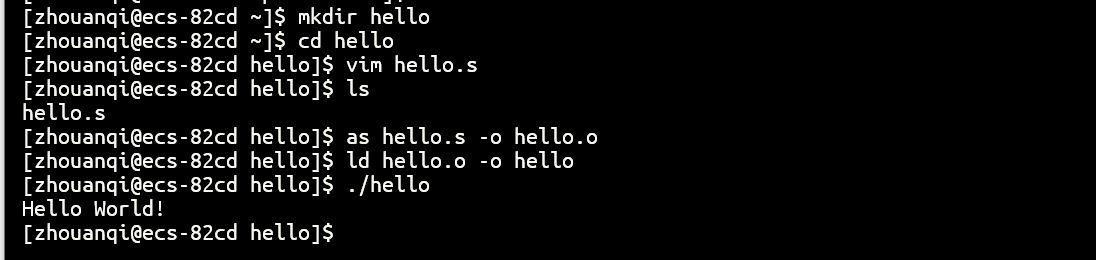 [zhouanqi@ecs-82cd ~]$ mkdir hello
[zhouanqi@ecs-82cd ~]$ cd hello
[zhouanqi@ecs-82cd hello]$ vim hello.s
[zhouanqi@ecs-82cd hello]$ ls
hello.s
[zhouanqi@ecs-82cd hello]$ as hello.s -o hello.o
[zhouanqi@ecs-82cd hello]$ ld hello.o -o hello
[zhouanqi@ecs-82cd hello]$ ./hello
Hello World!
[zhouanqi@ecs-82cd hello]$